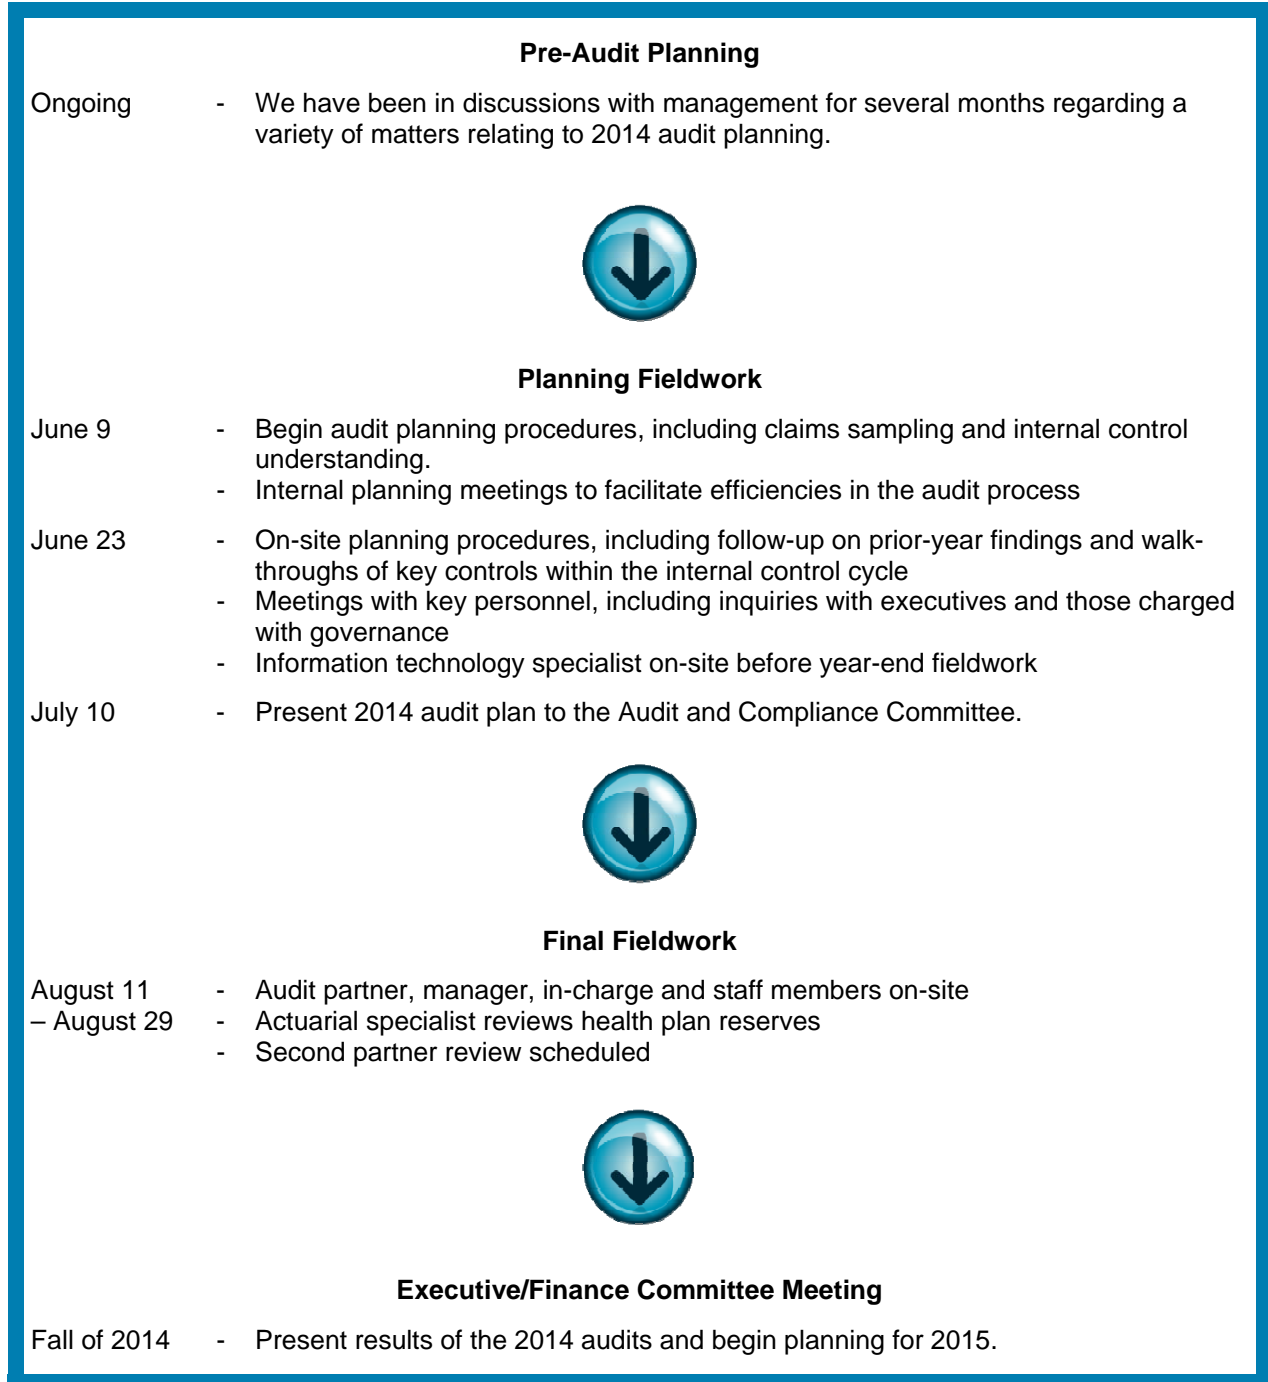 Pre-Audit Planning
Ongoing - We have been in discussions with management for several months regarding a
variety of matters relating to 2014 audit planning.
Planning Fieldwork
June 9 - Begin audit planning procedures, including claims sampling and internal control
understanding.
- Internal planning meetings to facilitate efficiencies in the audit process
June 23 - On-site planning procedures, including follow-up on prior-year findings and walk-
throughs of key controls within the internal control cycle
- Meetings with key personnel, including inquiries with executives and those charged
with governance
- Information technology specialist on-site before year-end fieldwork
July 10 - Present 2014 audit plan to the Audit and Compliance Committee.
Final Fieldwork
August 11 - Audit partner, manager, in-charge and staff members on-site
– August 29 - Actuarial specialist reviews health plan reserves
- Second partner review scheduled
Executive/Finance Committee Meeting
Fall of 2014 - Present results of the 2014 audits and begin planning for 2015.